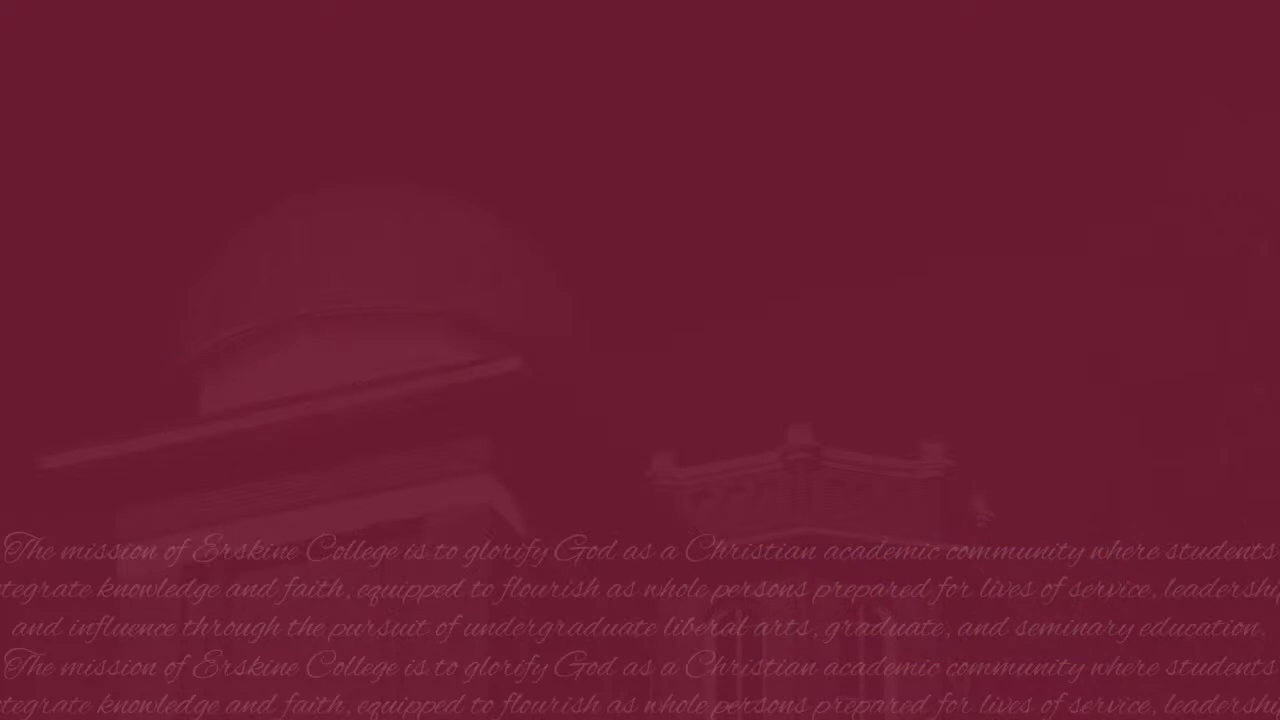 The mission of Erskine College is to glorify God as a Christian academic community where students
tegrate knowledge and faith, equipped to flourish as whole persons prepared for lives of service, leadershi
and influence through the pursuit of undergraduate liberal arts, graduate, and seminary education.
The mission of Erskine College is to glorify God as a Christian academic community where students
tegrate knowledge and faith, equipped to flourish as whole persons prepared for lives of service, leadershi